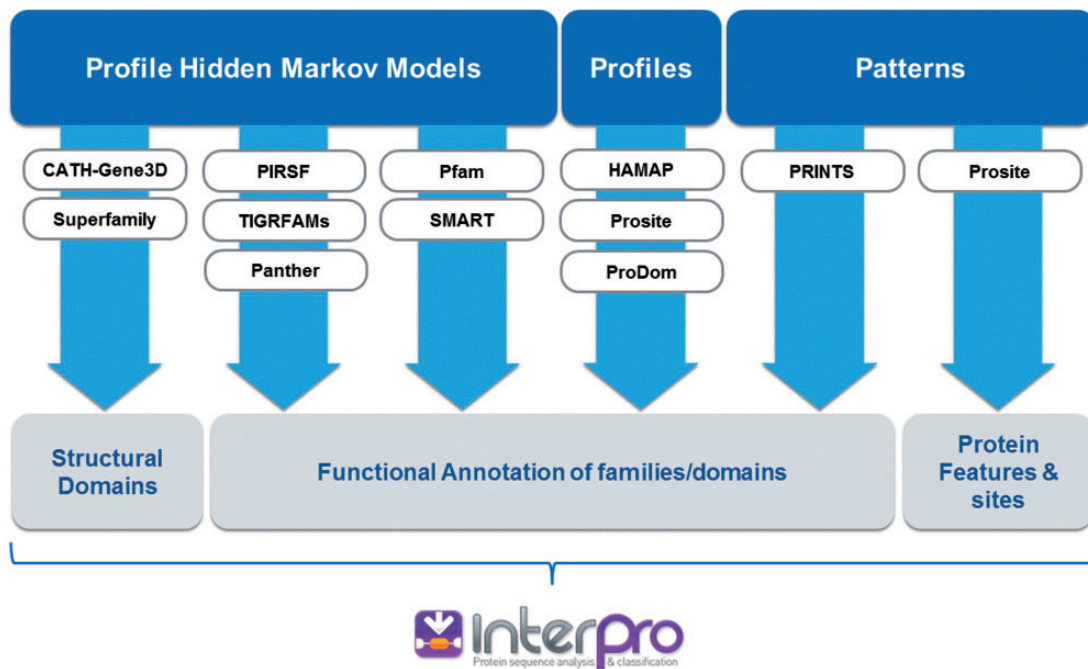 Profile Hidden Markov Models
Profiles
Patterns
CATH-Gene3D
PIRSF
Pfam
HAMAP
PRINTS
Prosite
Superfamily
TIGRFAMs
SMART
Prosite
Panther
ProDom
Structural
Domains
Functional Annotation of families/domains
Protein
Features &
sites
InterPro
Protein sequence analysis & classification